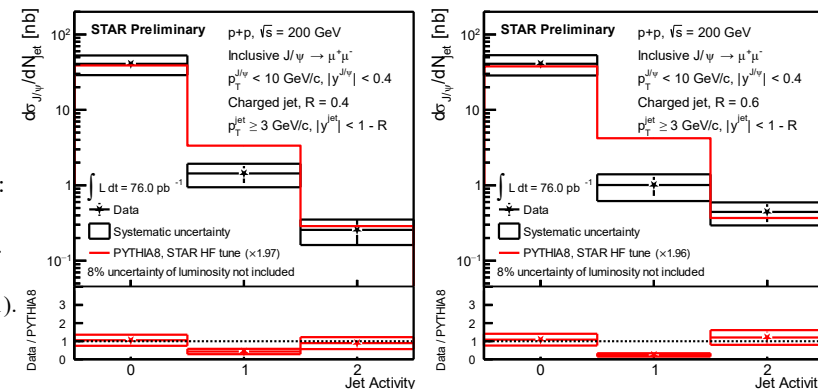 dσ_J/ψ/dN_jet [nb]
STAR Preliminary
p+p, √s = 200 GeV
Inclusive J/ψ → μ⁺μ⁻
p_T^J/ψ < 10 GeV/c, |y^J/ψ| < 0.4
Charged jet, R = 0.4
p_T^jet ≥ 3 GeV/c, |y^jet| < 1 - R
10²
10
1
10⁻¹
∫ L dt = 76.0 pb⁻¹
Data
Systematic uncertainty
PYTHIA8, STAR HF tune (×1.97)
8% uncertainty of luminosity not included
Data / PYTHIA8
3
2
1
0
0 1 2
Jet Activity
dσ_J/ψ/dN_jet [nb]
STAR Preliminary
p+p, √s = 200 GeV
Inclusive J/ψ → μ⁺μ⁻
p_T^J/ψ < 10 GeV/c, |y^J/ψ| < 0.4
Charged jet, R = 0.6
p_T^jet ≥ 3 GeV/c, |y^jet| < 1 - R
10²
10
1
10⁻¹
∫ L dt = 76.0 pb⁻¹
Data
Systematic uncertainty
PYTHIA8, STAR HF tune (×1.96)
8% uncertainty of luminosity not included
Data / PYTHIA8
3
2
1
0
0 1 2
Jet Activity